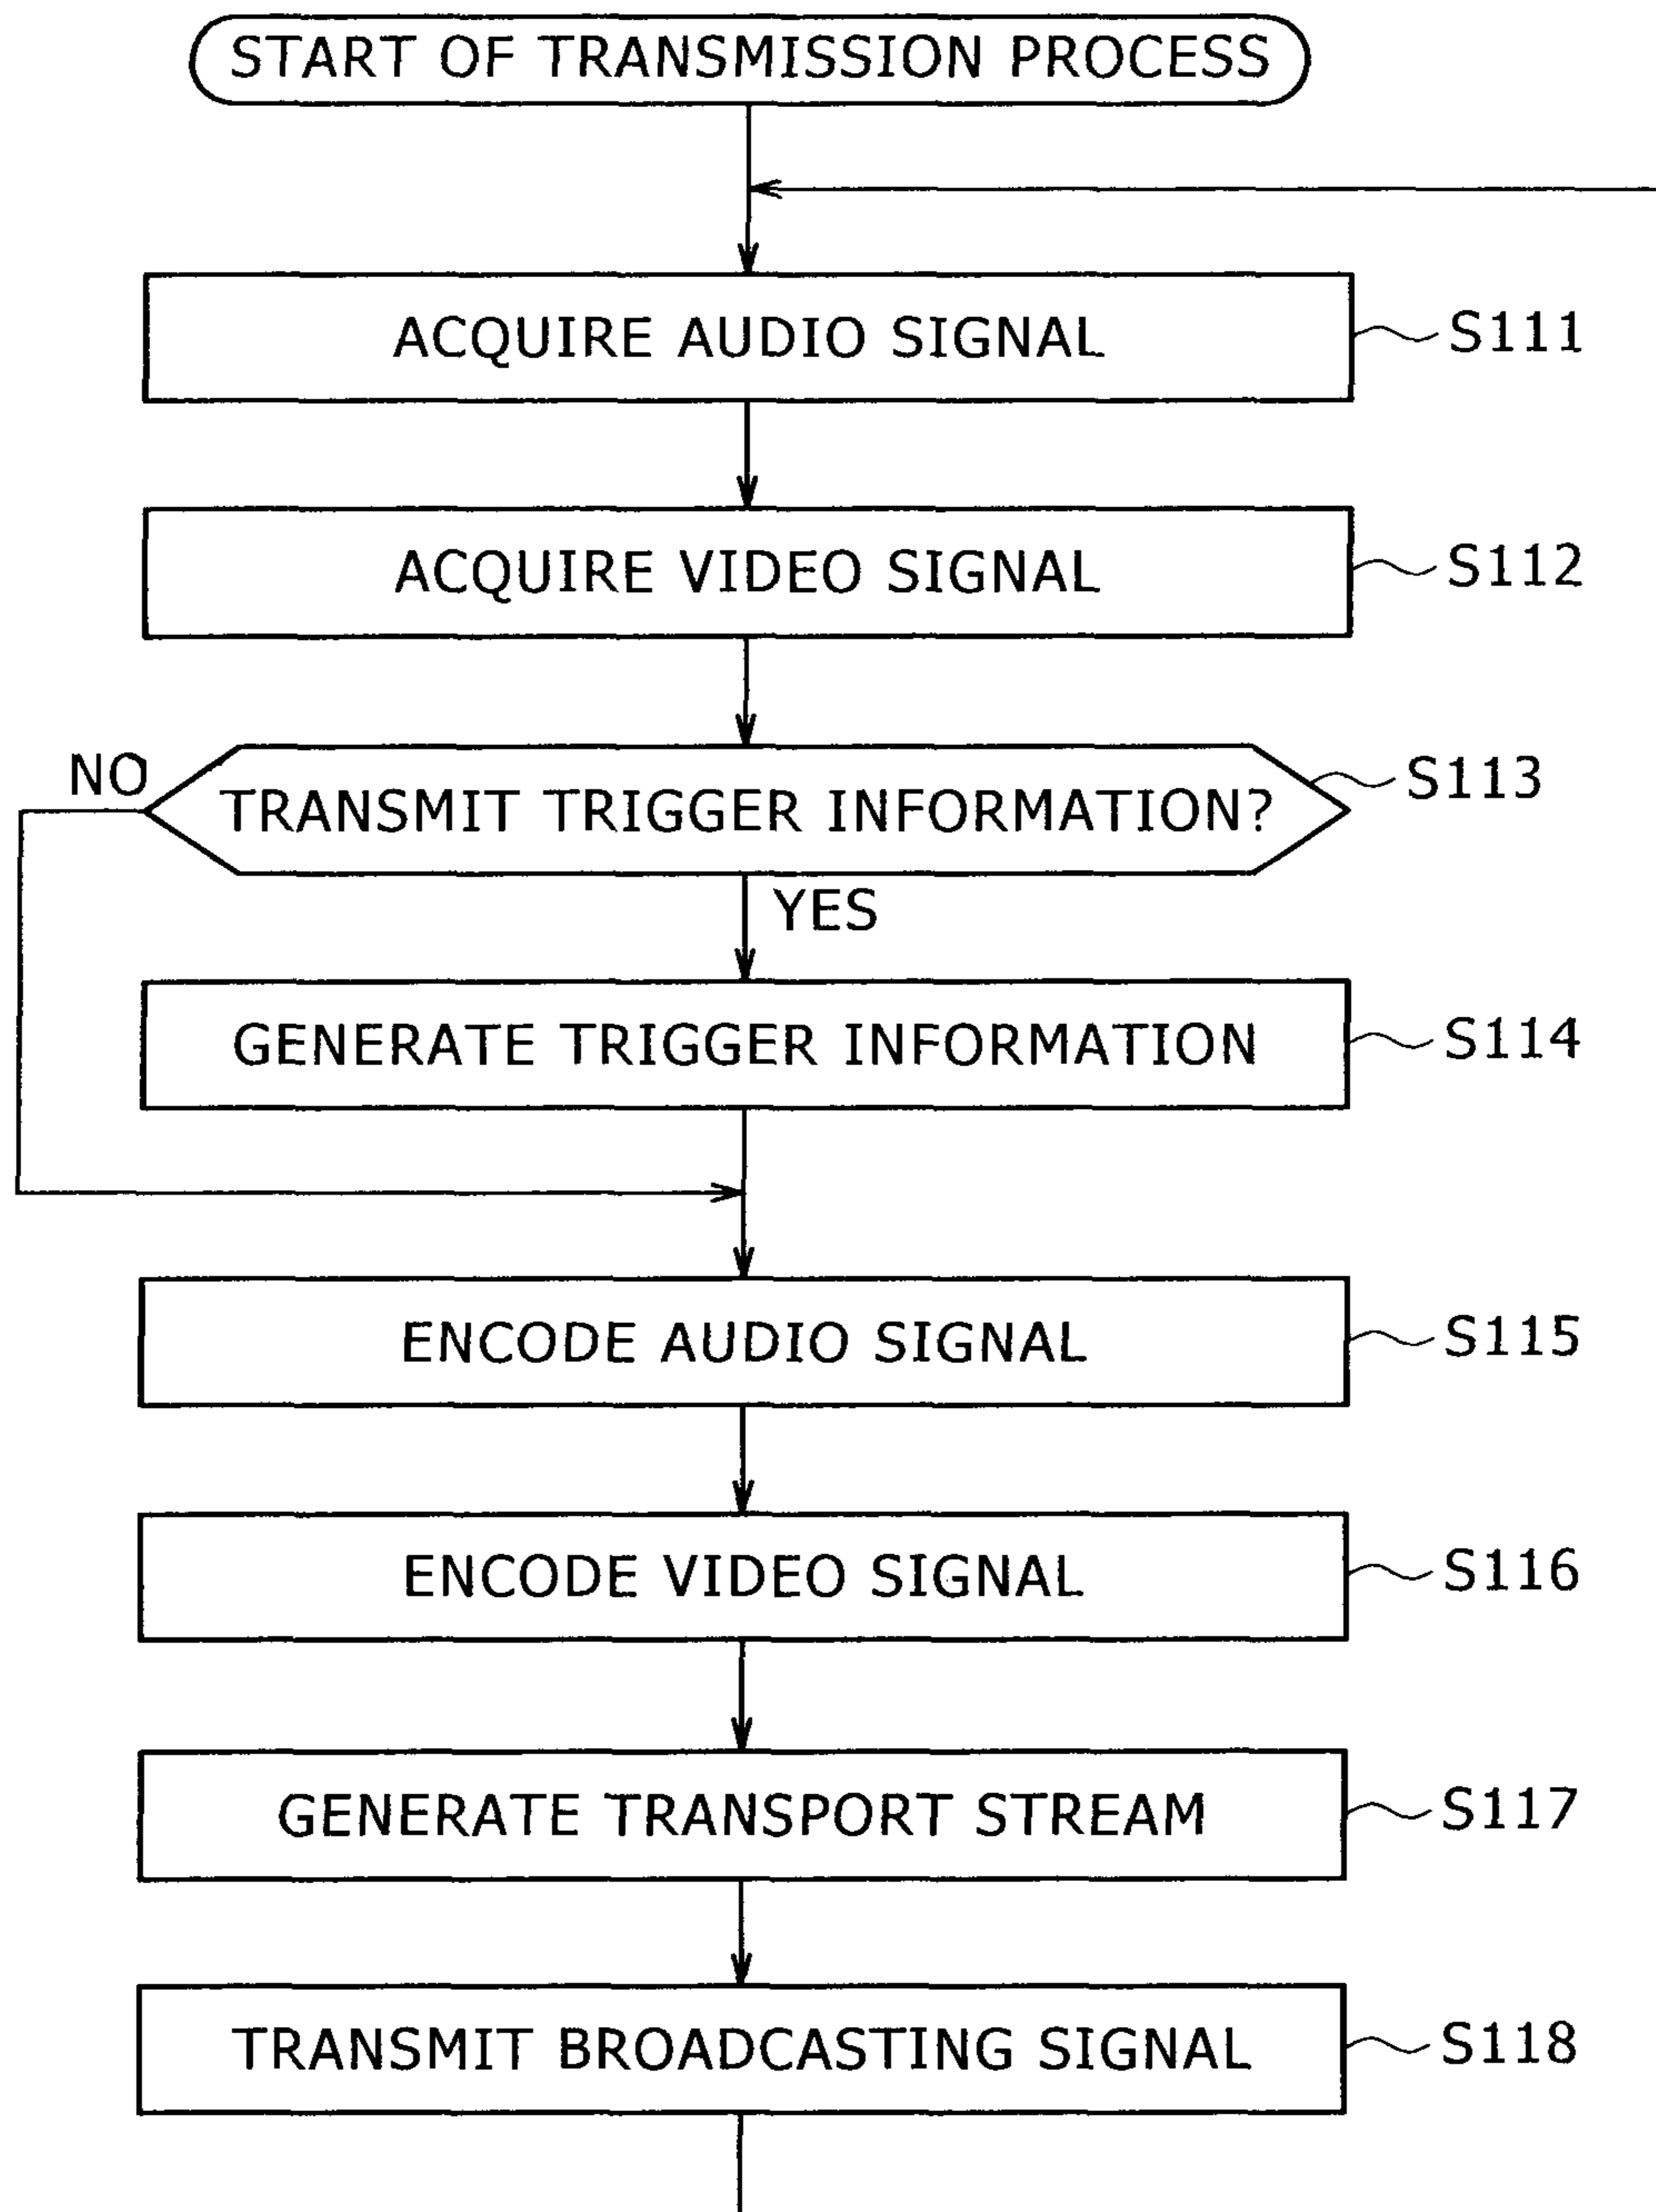 START OF TRANSMISSION PROCESS
ACQUIRE AUDIO SIGNAL
S111
ACQUIRE VIDEO SIGNAL
S112
NO
TRANSMIT TRIGGER INFORMATION?
S113
YES
GENERATE TRIGGER INFORMATION
S114
ENCODE AUDIO SIGNAL
S115
ENCODE VIDEO SIGNAL
S116
GENERATE TRANSPORT STREAM
S117
TRANSMIT BROADCASTING SIGNAL
S118